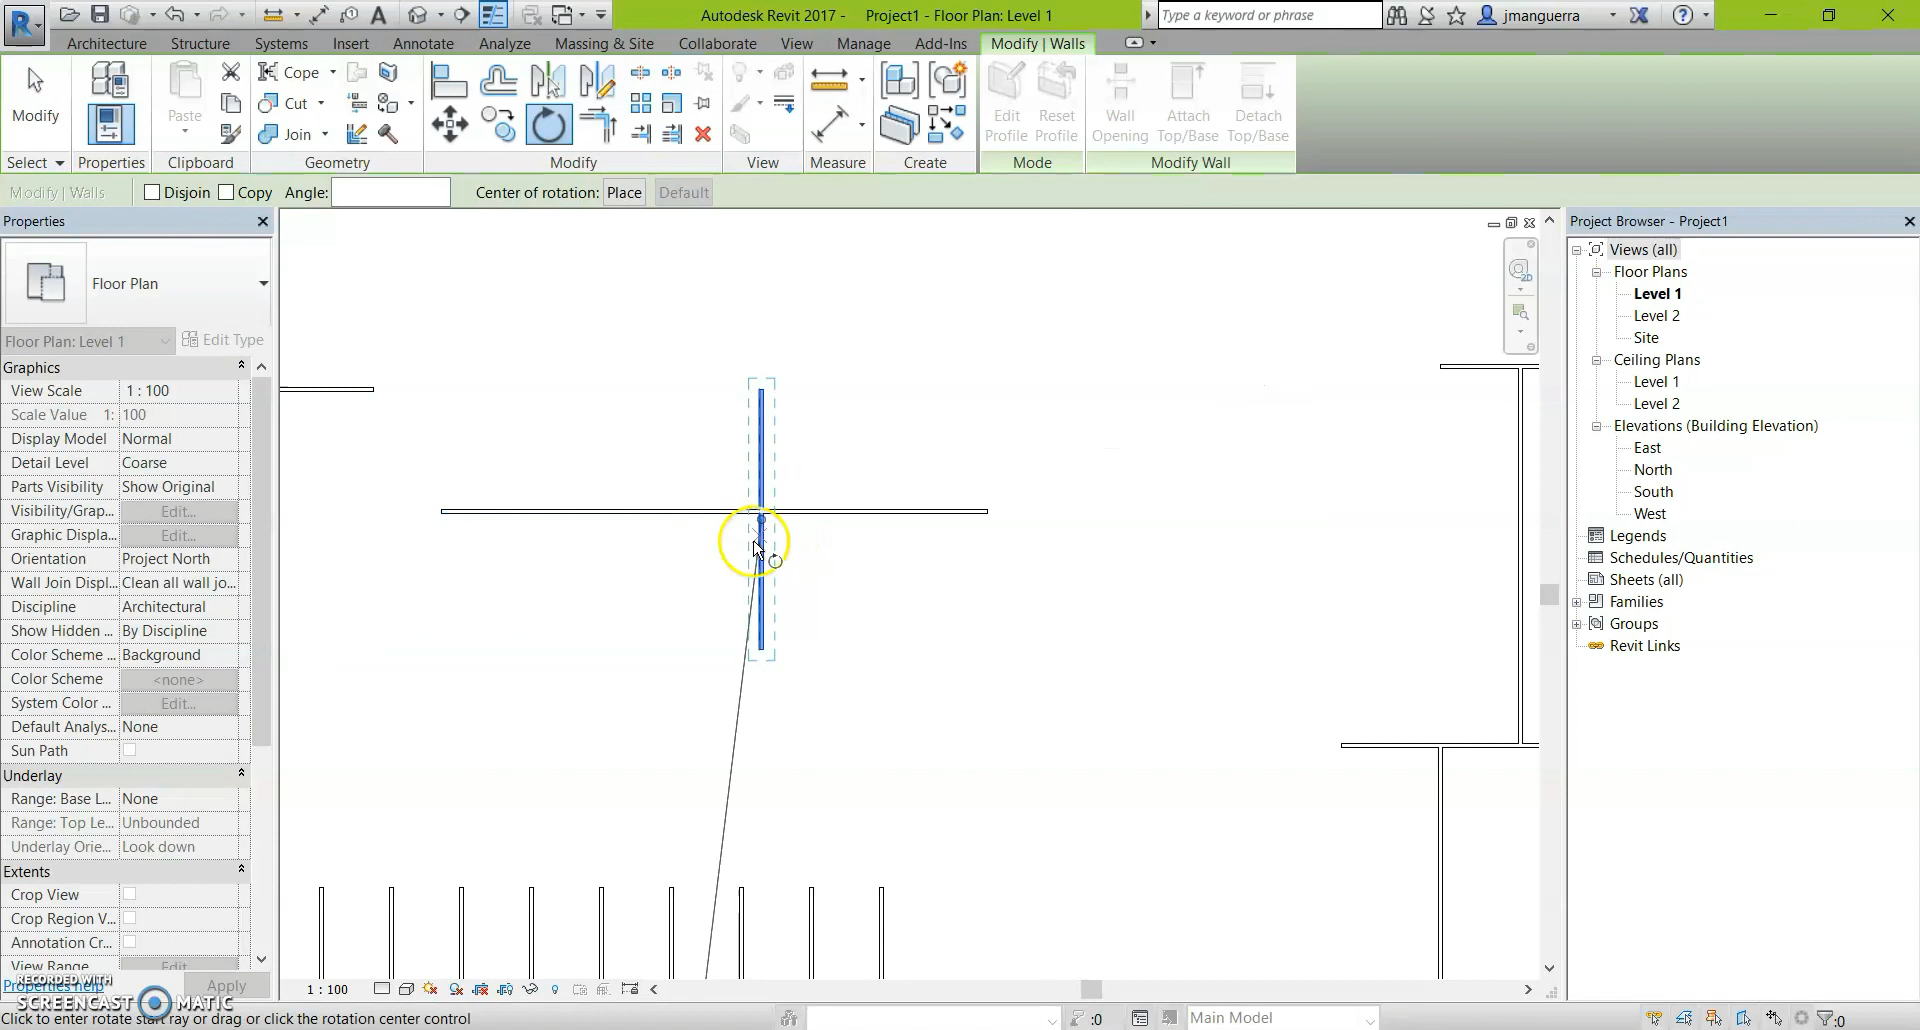 Autodesk Revit 2017 -    Project1 - Floor Plan: Level 1
Type a keyword or phrase
jmanguerra
Architecture Structure Systems Insert Annotate Analyze Massing & Site Collaborate View Manage Add-Ins Modify | Walls
Modify
Paste
Cope
Cut
Join
Edit Profile
Reset Profile
Wall Opening
Attach Top/Base
Detach Top/Base
Select Properties Clipboard Geometry Modify View Measure Create Mode Modify Wall
Modify | Walls Disjoin Copy Angle: Center of rotation: Place Default
Properties
Floor Plan
Floor Plan: Level 1 Edit Type
Graphics
View Scale 1 : 100
Scale Value 1: 100
Display Model Normal
Detail Level Coarse
Parts Visibility Show Original
Visibility/Grap... Edit...
Graphic Displa... Edit...
Orientation Project North
Wall Join Displ... Clean all wall jo...
Discipline Architectural
Show Hidden ... By Discipline
Color Scheme ... Background
Color Scheme <none>
System Color ... Edit...
Default Analys... None
Sun Path
Underlay
Range: Base L... None
Range: Top Le... Unbounded
Underlay Orie... Look down
Extents
Crop View
Crop Region V...
Annotation Cr...
View Range Edit...
Properties help Apply
RECORDED WITH
SCREENCAST MATIC
1 : 100
Click to enter rotate start ray or drag or click the rotation center control
:0
Main Model
:0
Project Browser - Project1
Views (all)
Floor Plans
Level 1
Level 2
Site
Ceiling Plans
Level 1
Level 2
Elevations (Building Elevation)
East
North
South
West
Legends
Schedules/Quantities
Sheets (all)
Families
Groups
Revit Links